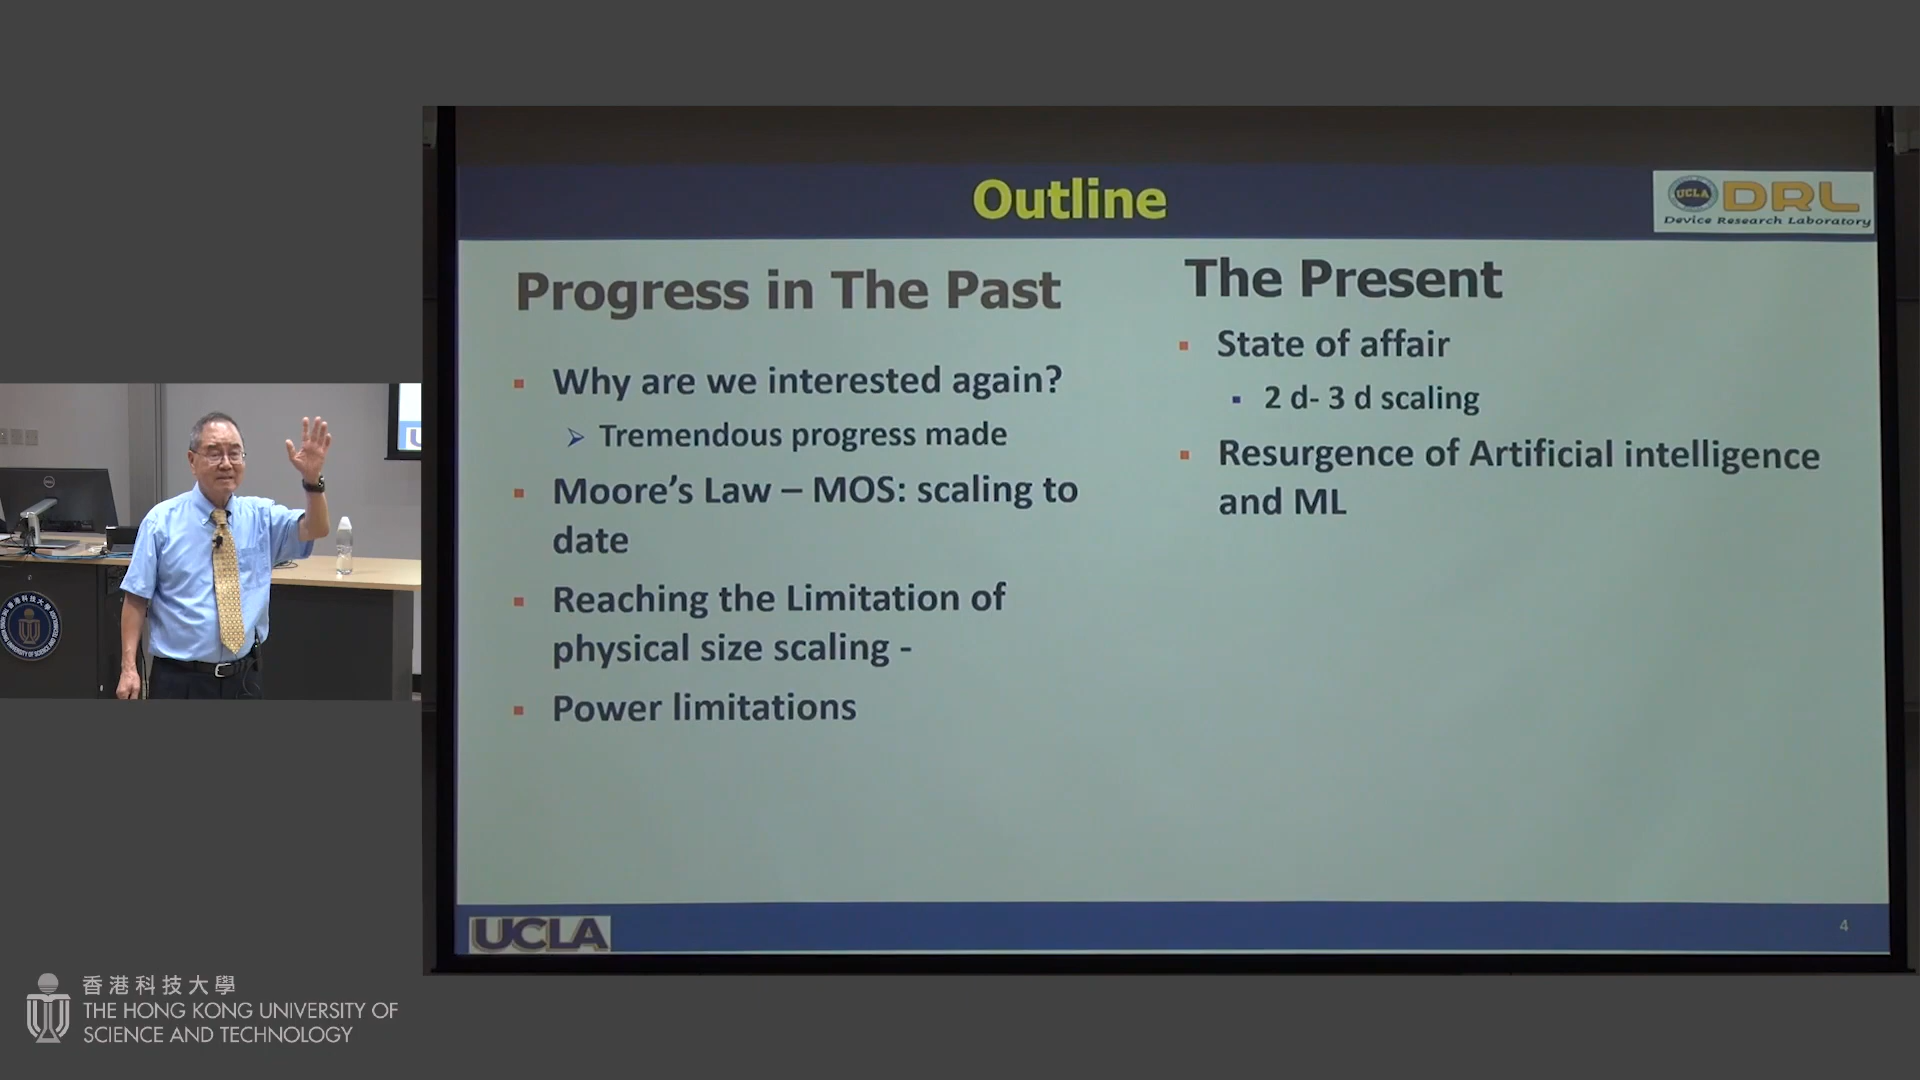 Outline
UCLA
DRL
Device Research Laboratory
Progress in The Past
Why are we interested again?
Tremendous progress made
Moore's Law – MOS: scaling to
date
Reaching the Limitation of
physical size scaling -
Power limitations
The Present
State of affair
2 d- 3 d scaling
Resurgence of Artificial intelligence
and ML
UCLA
4
香港科技大學
THE HONG KONG UNIVERSITY OF
SCIENCE AND TECHNOLOGY